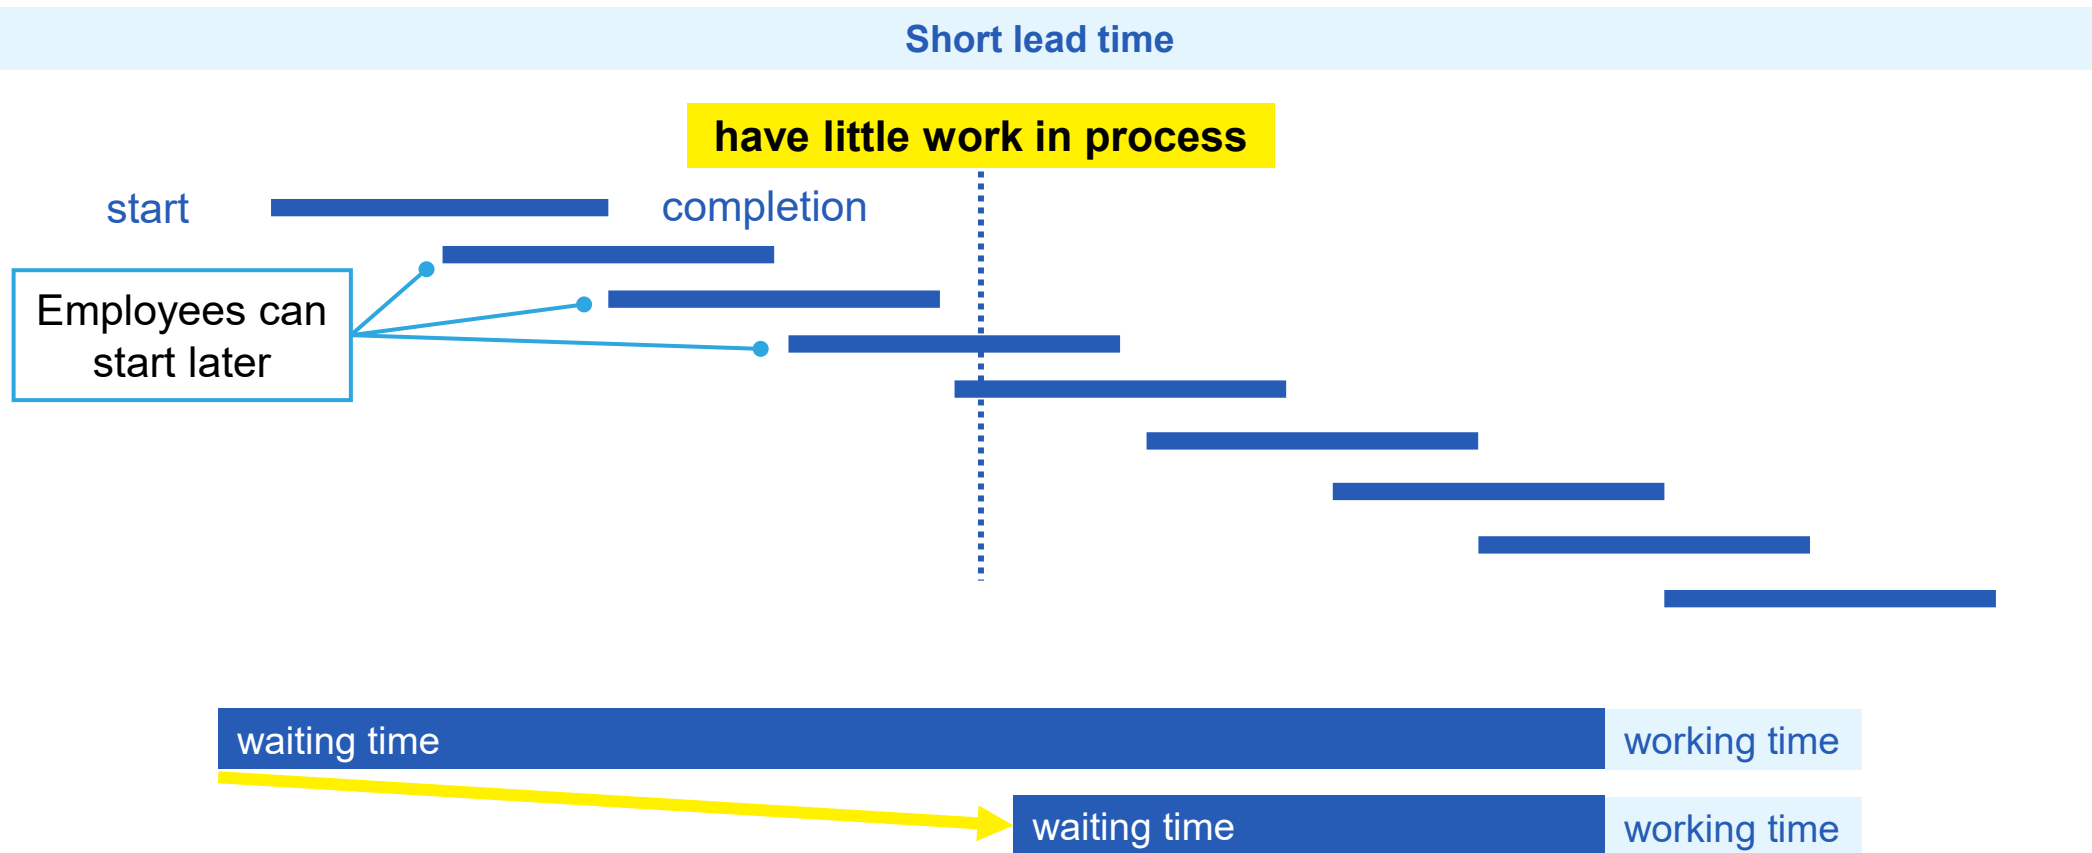 Short lead time
have little work in process
start
completion
Employees can
start later
waiting time
working time
waiting time
working time